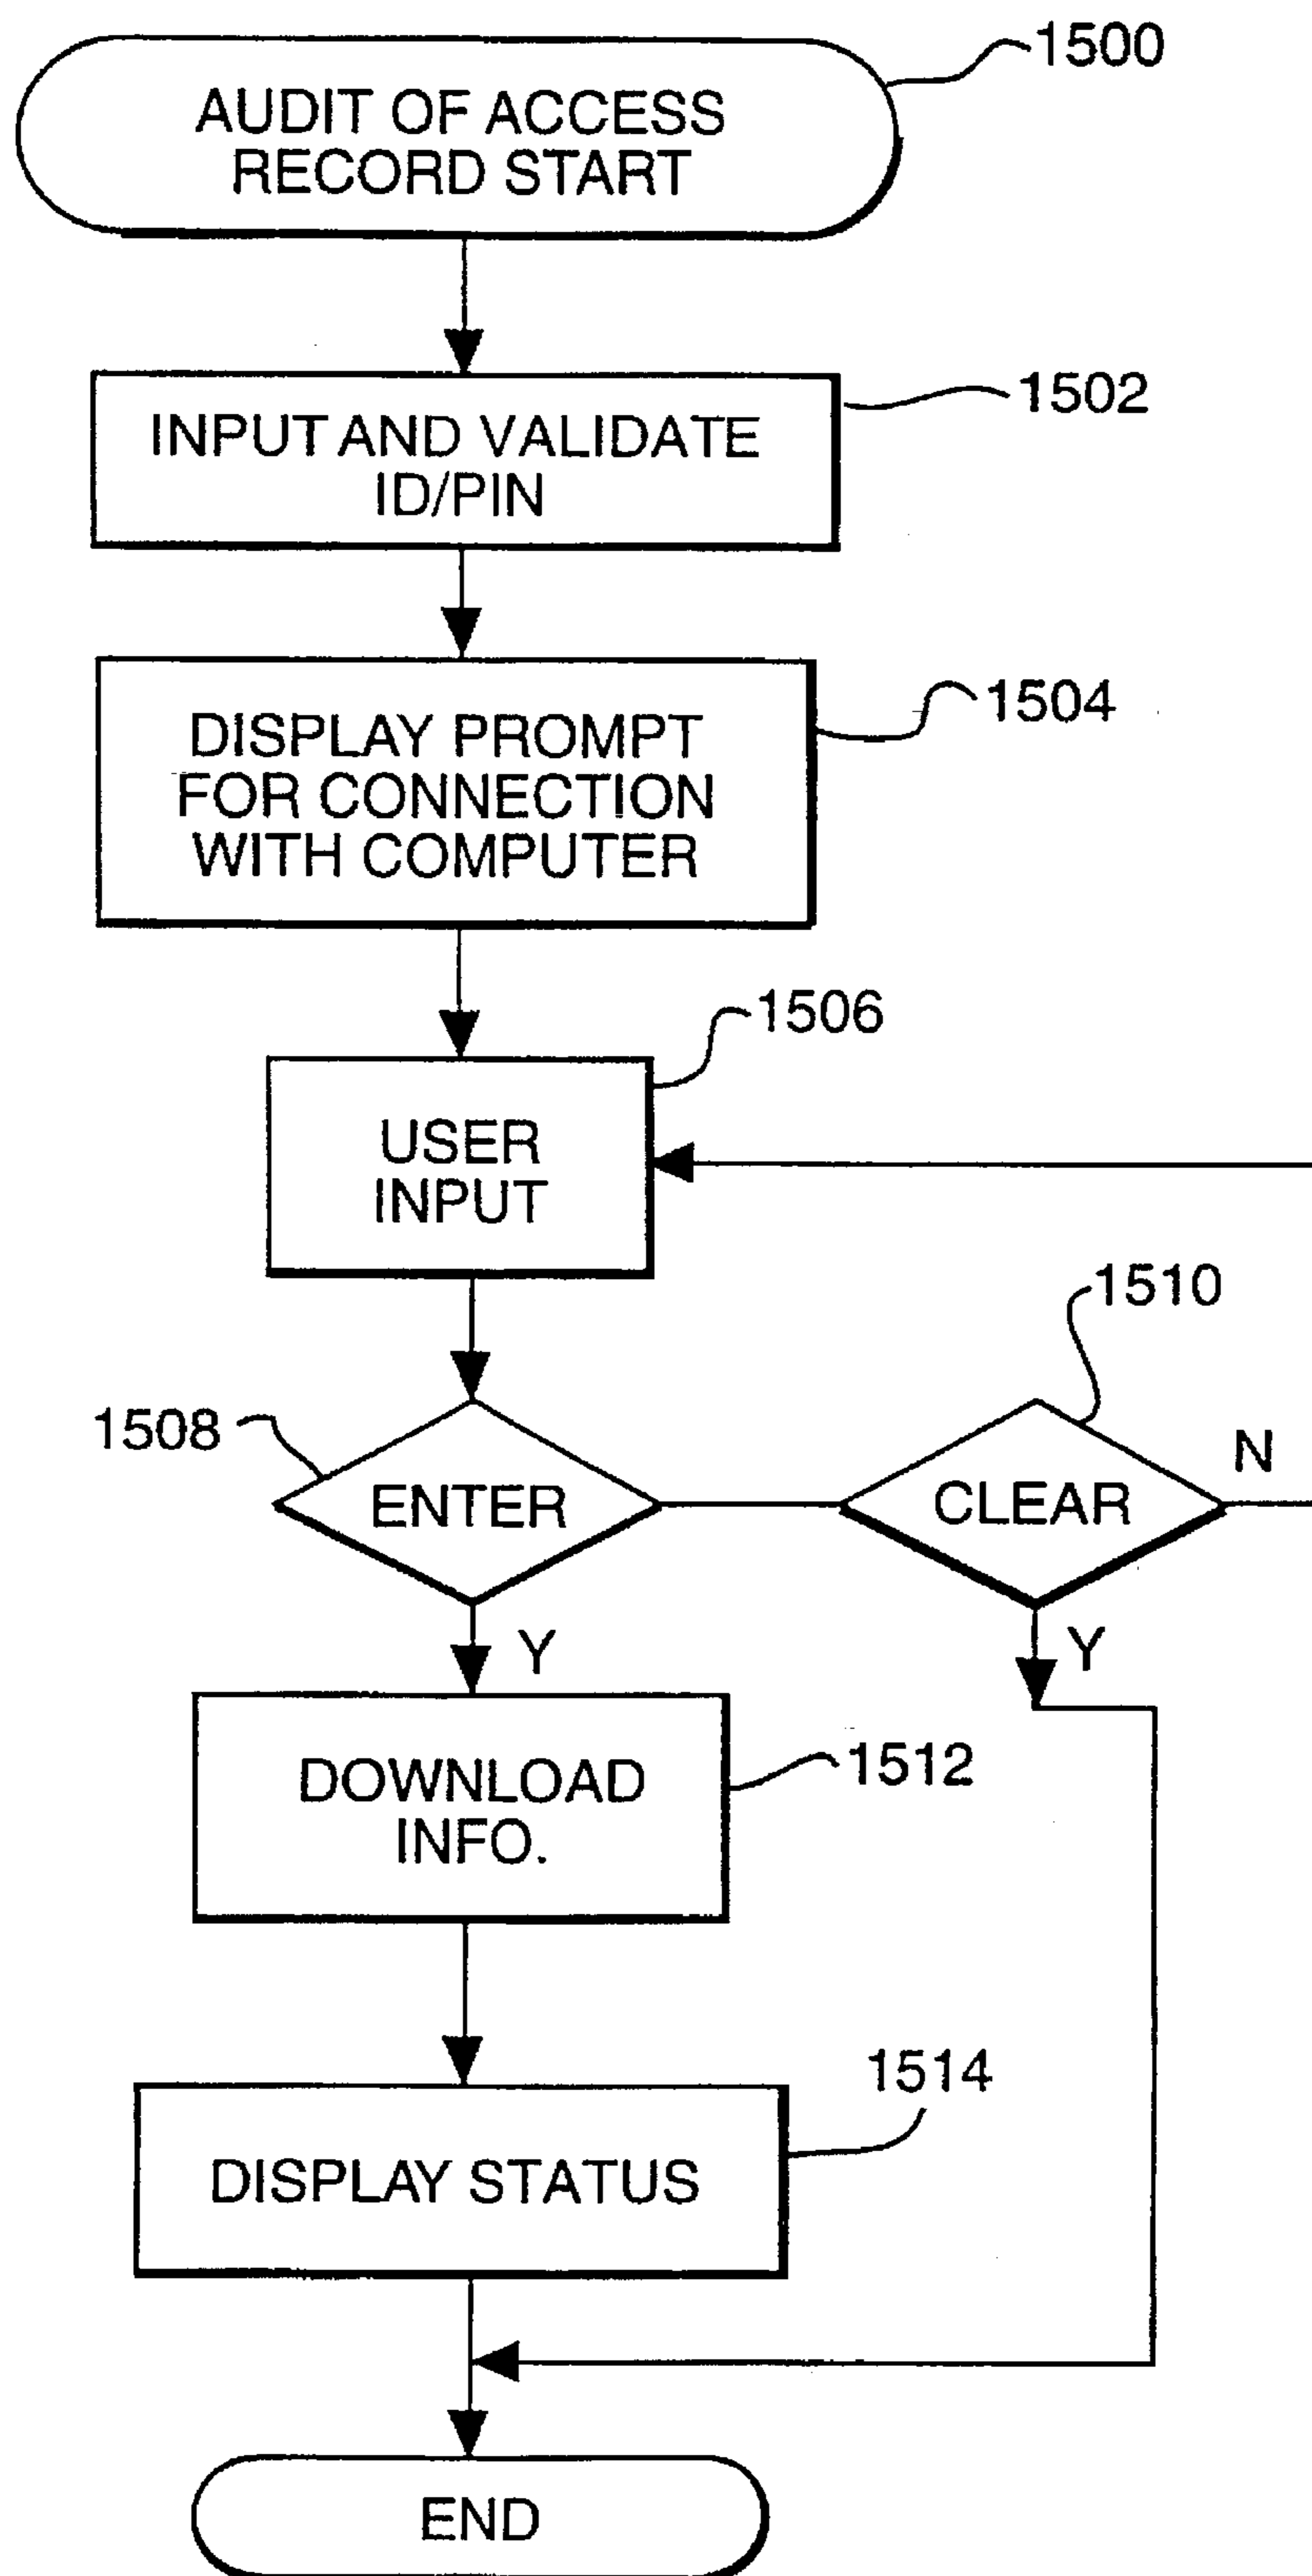 1500
AUDIT OF ACCESS
RECORD START
1502
INPUT AND VALIDATE
ID/PIN
1504
DISPLAY PROMPT
FOR CONNECTION
WITH COMPUTER
1506
USER
INPUT
1510
1508
ENTER
CLEAR
N
Y
Y
DOWNLOAD
INFO.
1512
1514
DISPLAY STATUS
END